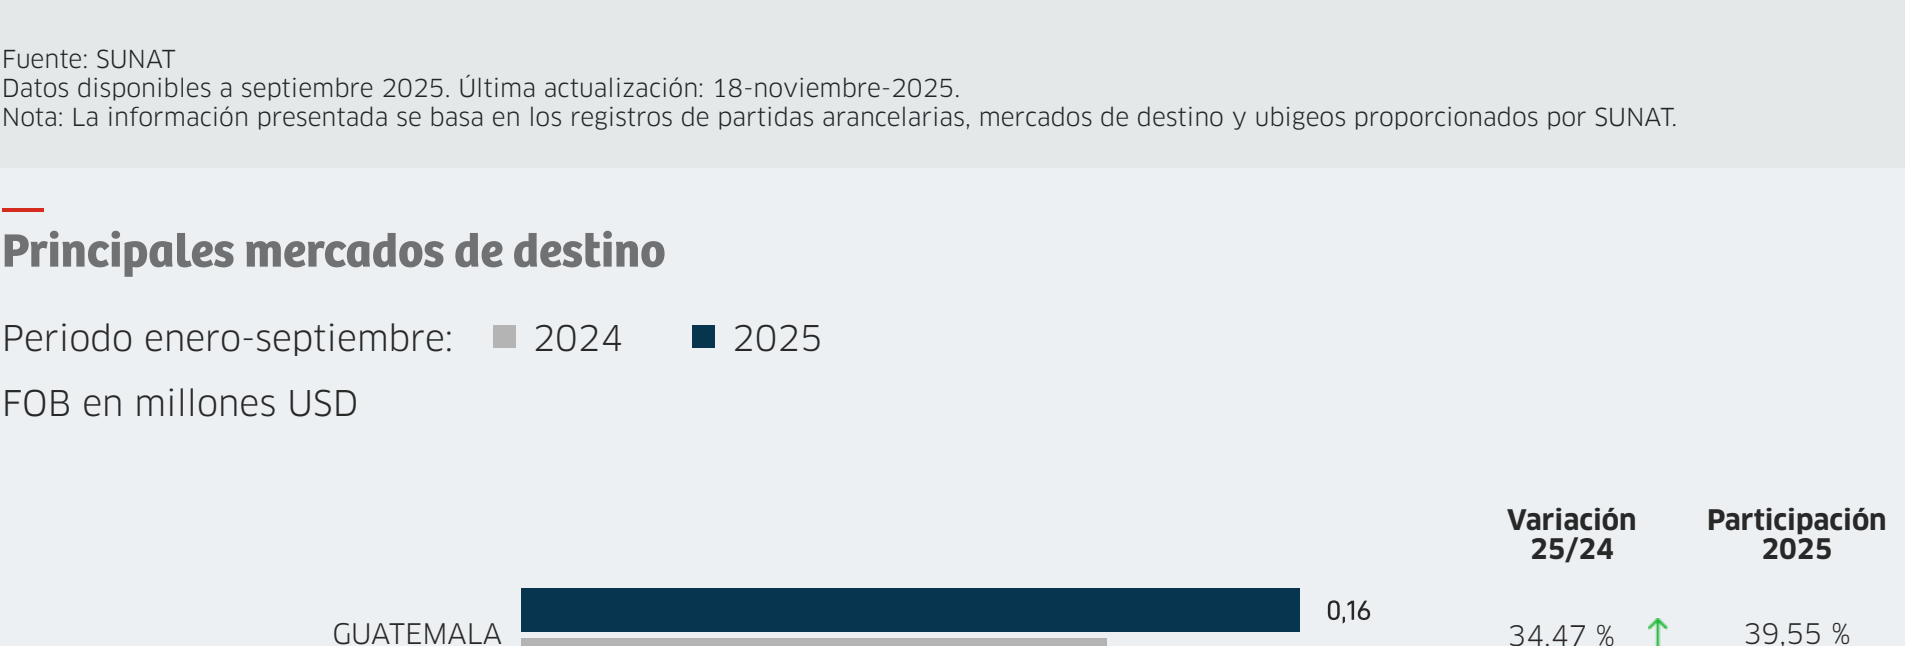 Fuente: SUNAT
Datos disponibles a septiembre 2025. Última actualización: 18-noviembre-2025.
Nota: La información presentada se basa en los registros de partidas arancelarias, mercados de destino y ubigeos proporcionados por SUNAT.
Principales mercados de destino
Periodo enero-septiembre: 2024 2025
FOB en millones USD
Variación Participación
25/24 2025
0,16
GUATEMALA 34,47 % ↑ 39,55 %